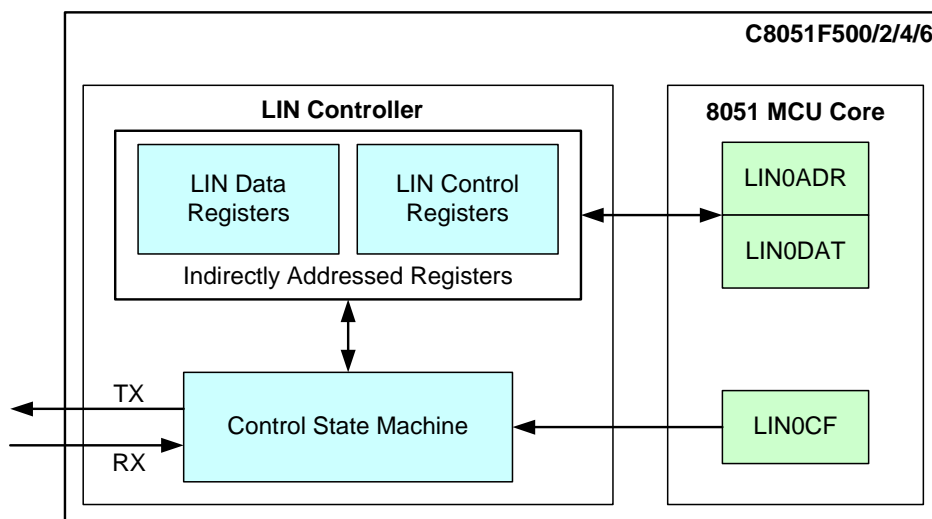 C8051F500/2/4/6
LIN Controller
8051 MCU Core
LIN Data
Registers
LIN Control
Registers
Indirectly Addressed Registers
LIN0ADR
LIN0DAT
TX
RX
Control State Machine
LIN0CF